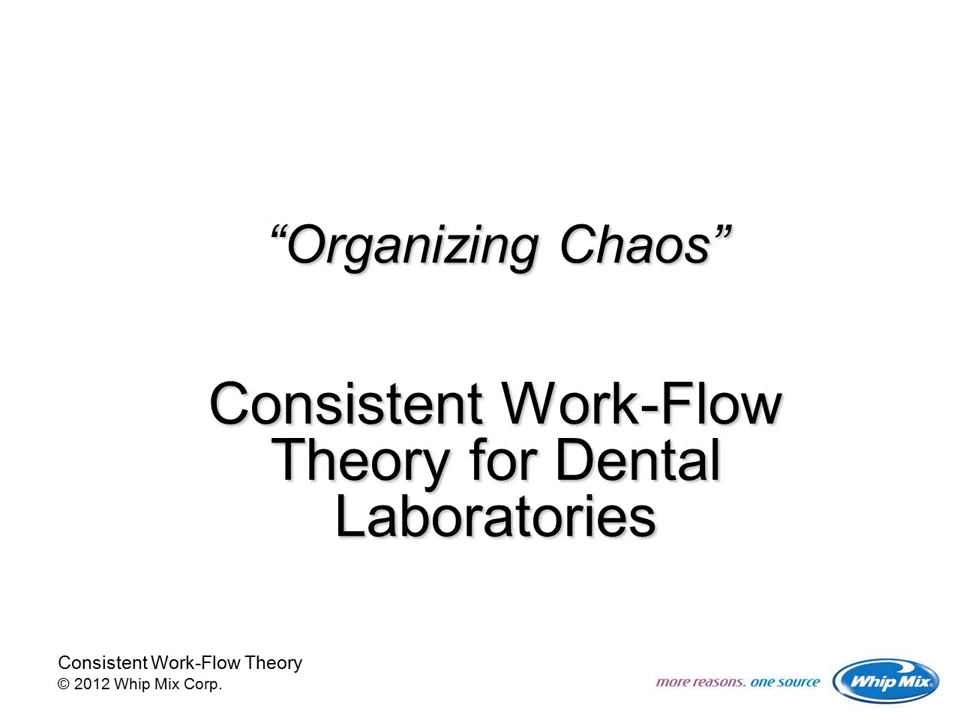 “Organizing Chaos”
Consistent Work-Flow
Theory for Dental
Laboratories
Consistent Work-Flow Theory
© 2012 Whip Mix Corp.
more reasons. one source
Whip Mix